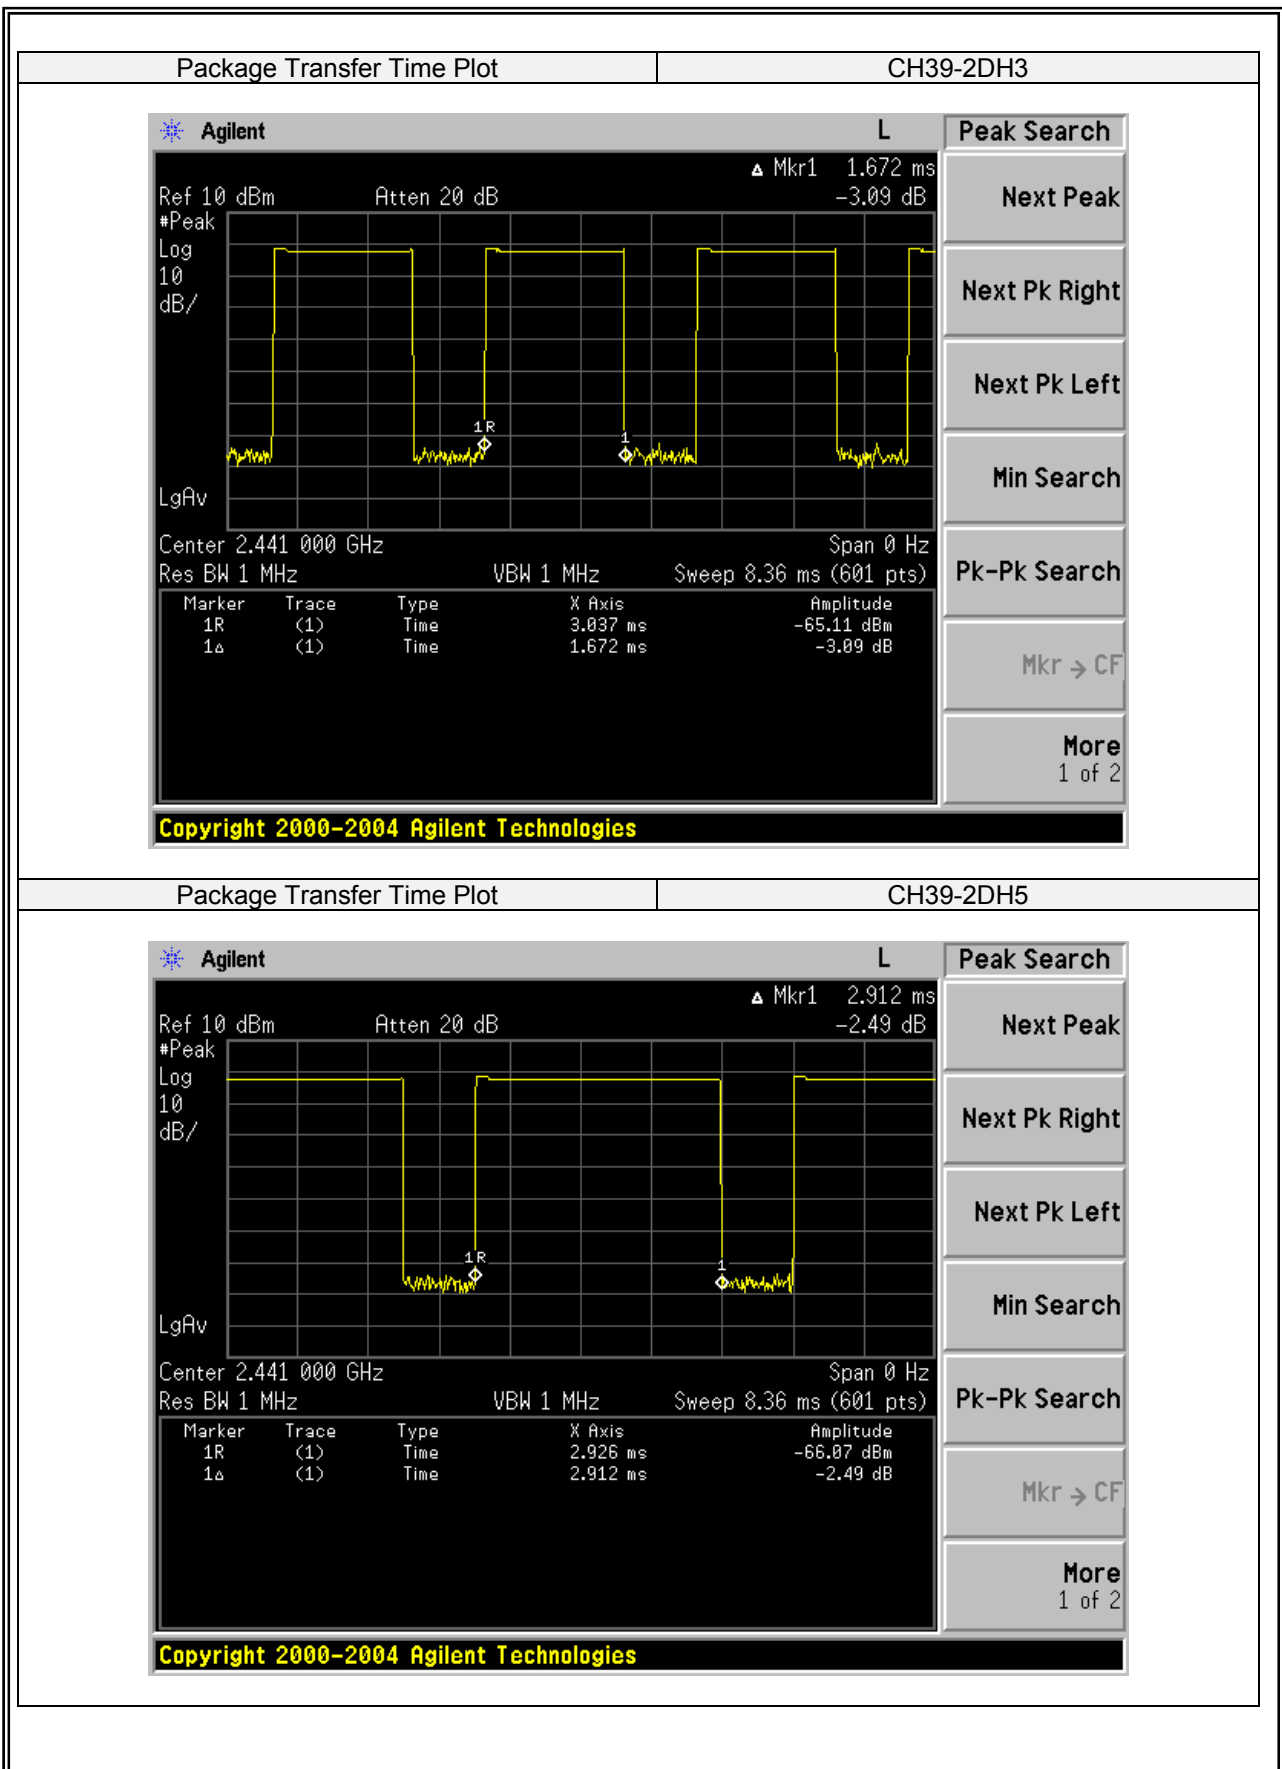 Package Transfer Time Plot CH39-2DH3
Agilent L Peak Search
Δ Mkr1 1.672 ms
Ref 10 dBm Atten 20 dB -3.09 dB
Next Peak
#Peak
Log
10
dB/
Next Pk Right
Next Pk Left
1R
1
Min Search
LgAv
Center 2.441 000 GHz Span 0 Hz
Res BW 1 MHz VBW 1 MHz Sweep 8.36 ms (601 pts)
Pk-Pk Search
Marker Trace Type X Axis Amplitude
1R (1) Time 3.037 ms -65.11 dBm
1Δ (1) Time 1.672 ms -3.09 dB
Mkr → CF
More
1 of 2
Copyright 2000-2004 Agilent Technologies
Package Transfer Time Plot CH39-2DH5
Agilent L Peak Search
Δ Mkr1 2.912 ms
Ref 10 dBm Atten 20 dB -2.49 dB
Next Peak
#Peak
Log
10
dB/
Next Pk Right
Next Pk Left
1R
1
Min Search
LgAv
Center 2.441 000 GHz Span 0 Hz
Res BW 1 MHz VBW 1 MHz Sweep 8.36 ms (601 pts)
Pk-Pk Search
Marker Trace Type X Axis Amplitude
1R (1) Time 2.926 ms -66.07 dBm
1Δ (1) Time 2.912 ms -2.49 dB
Mkr → CF
More
1 of 2
Copyright 2000-2004 Agilent Technologies